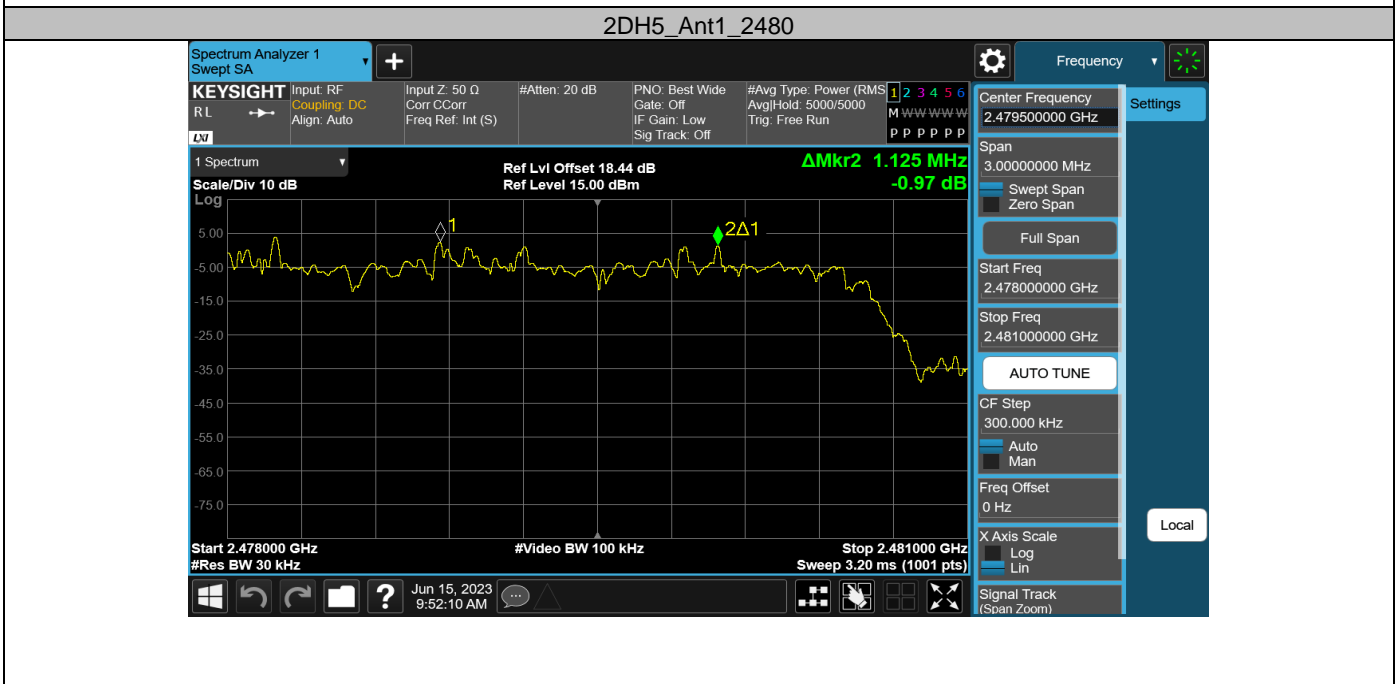 2DH5_Ant1_2480
Spectrum Analyzer 1
Swept SA
Frequency
KEYSIGHT
RL
LXI
Input: RF
Coupling: DC
Align: Auto
Input Z: 50 Ω
Corr CCorr
Freq Ref: Int (S)
#Atten: 20 dB
PNO: Best Wide
Gate: Off
IF Gain: Low
Sig Track: Off
#Avg Type: Power (RMS
Avg|Hold: 5000/5000
Trig: Free Run
1 2 3 4 5 6
M W W W W W
P P P P P P
1 Spectrum
Scale/Div 10 dB
Log
Ref Lvl Offset 18.44 dB
Ref Level 15.00 dBm
ΔMkr2 1.125 MHz
-0.97 dB
5.00
-5.00
-15.0
-25.0
-35.0
-45.0
-55.0
-65.0
-75.0
1
2Δ1
Start 2.478000 GHz
#Res BW 30 kHz
#Video BW 100 kHz
Stop 2.481000 GHz
Sweep 3.20 ms (1001 pts)
Center Frequency
2.479500000 GHz
Span
3.00000000 MHz
Swept Span
Zero Span
Full Span
Start Freq
2.478000000 GHz
Stop Freq
2.481000000 GHz
AUTO TUNE
CF Step
300.000 kHz
Auto
Man
Freq Offset
0 Hz
X Axis Scale
Log
Lin
Signal Track
(Span Zoom)
Settings
Local
?
Jun 15, 2023
9:52:10 AM